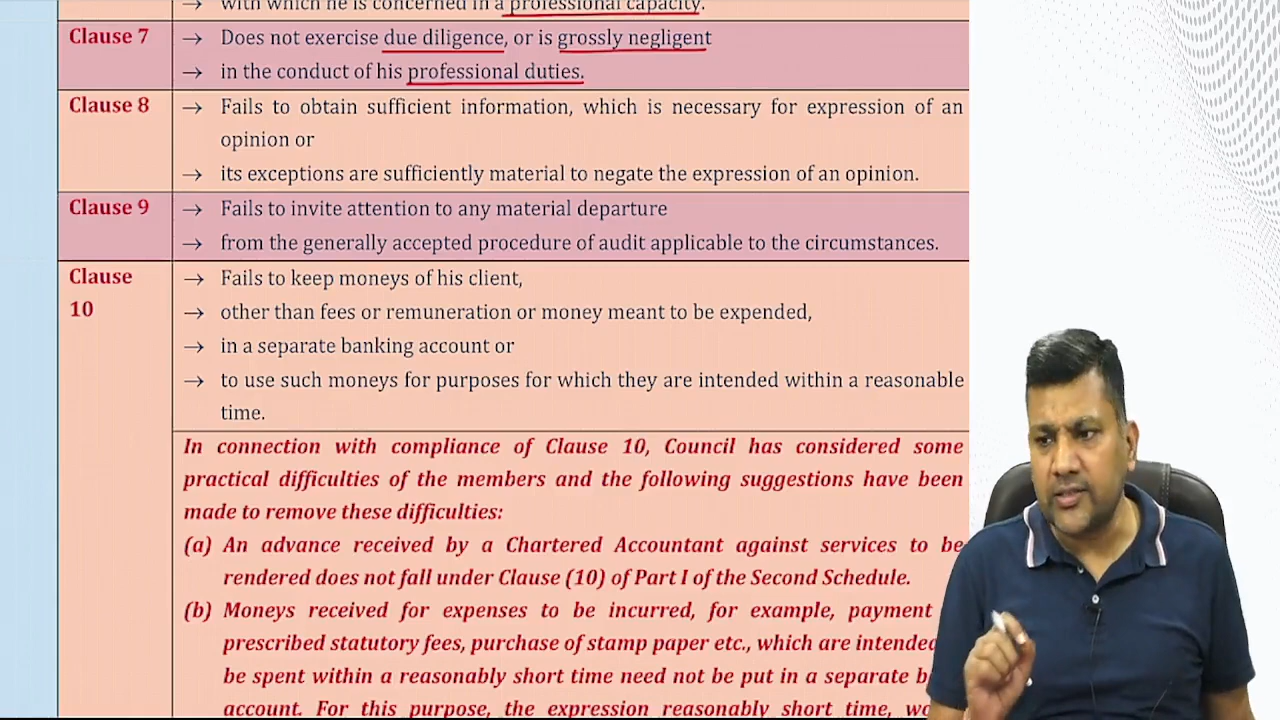 → with which he is concerned in a professional capacity.
Clause 7 → Does not exercise due diligence, or is grossly negligent
→ in the conduct of his professional duties.
Clause 8 → Fails to obtain sufficient information, which is necessary for expression of an
opinion or
→ its exceptions are sufficiently material to negate the expression of an opinion.
Clause 9 → Fails to invite attention to any material departure
→ from the generally accepted procedure of audit applicable to the circumstances.
Clause → Fails to keep moneys of his client,
10 → other than fees or remuneration or money meant to be expended,
→ in a separate banking account or
→ to use such moneys for purposes for which they are intended within a reasonable
time.
In connection with compliance of Clause 10, Council has considered some
practical difficulties of the members and the following suggestions have been
made to remove these difficulties:
(a) An advance received by a Chartered Accountant against services to be
rendered does not fall under Clause (10) of Part I of the Second Schedule.
(b) Moneys received for expenses to be incurred, for example, payment
prescribed statutory fees, purchase of stamp paper etc., which are intended
be spent within a reasonably short time need not be put in a separate
account. For this purpose, the expression reasonably short time,